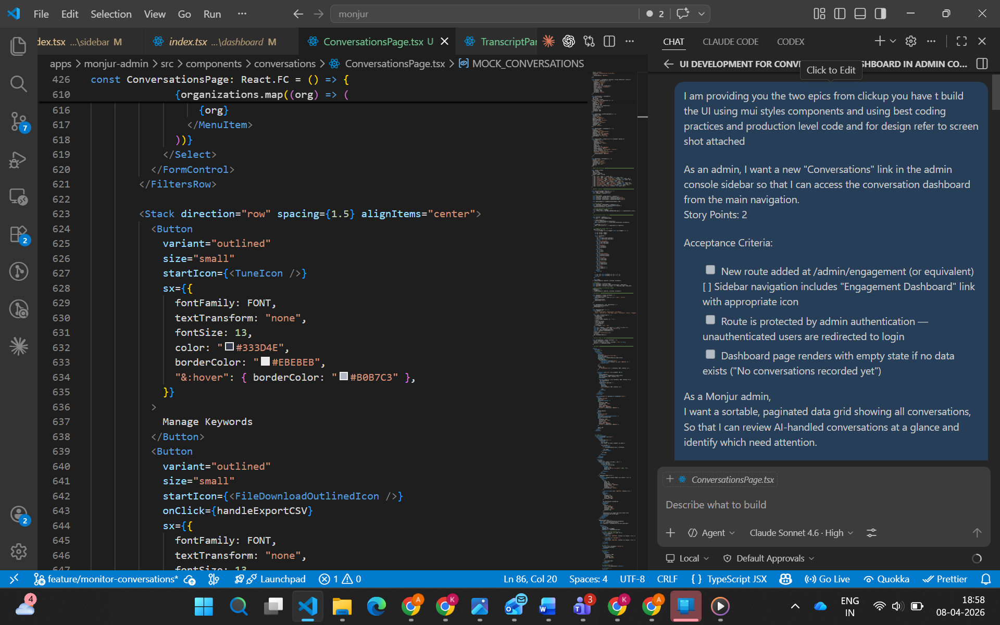 File Edit Selection View Go Run ···
monjur
2
dex.tsx ...\sidebar M
index.tsx ...\dashboard M
ConversationsPage.tsx U
TranscriptPa
CHAT CLAUDE CODE CODEX
apps > monjur-admin > src > components > conversations > ConversationsPage.tsx > MOCK_CONVERSATIONS
UI DEVELOPMENT FOR CONV SHBOARD IN ADMIN CO...
Click to Edit
426 const ConversationsPage: React.FC = () => {
610 {organizations.map((org) => (
616 {org}
617 </MenuItem>
618 ))}
619 </Select>
620 </FormControl>
621 </FiltersRow>
622
623 <Stack direction="row" spacing={1.5} alignItems="center">
624 <Button
625 variant="outlined"
626 size="small"
627 startIcon={<TuneIcon />}
628 sx={{
629 fontFamily: FONT,
630 textTransform: "none",
631 fontSize: 13,
632 color: "#333D4E",
633 borderColor: "#EBEBEB",
634 "&:hover": { borderColor: "#B0B7C3" },
635 }}
636 >
637 Manage Keywords
638 </Button>
639 <Button
640 variant="outlined"
641 size="small"
642 startIcon={<FileDownloadOutlinedIcon />}
643 onClick={handleExportCSV}
644 sx={{
645 fontFamily: FONT,
646 textTransform: "none",
647 fontSize: 13
I am providing you the two epics from clickup you have t build
the UI using mui styles components and using best coding
practices and production level code and for design refer to screen
shot attached
As an admin, I want a new "Conversations" link in the admin
console sidebar so that I can access the conversation dashboard
from the main navigation.
Story Points: 2
Acceptance Criteria:
New route added at /admin/engagement (or equivalent)
[ ] Sidebar navigation includes "Engagement Dashboard" link
with appropriate icon
Route is protected by admin authentication —
unauthenticated users are redirected to login
Dashboard page renders with empty state if no data
exists ("No conversations recorded yet")
As a Monjur admin,
I want a sortable, paginated data grid showing all conversations,
So that I can review AI-handled conversations at a glance and
identify which need attention.
ConversationsPage.tsx
Describe what to build
Agent Claude Sonnet 4.6 · High
Local Default Approvals
7
2
2
feature/monitor-conversations* Launchpad 1 0 Ln 86, Col 20 Spaces: 4 UTF-8 CRLF { } TypeScript JSX Go Live Quokka Prettier
4
A
K
3
K
A
ENG
IN
18:58
08-04-2026